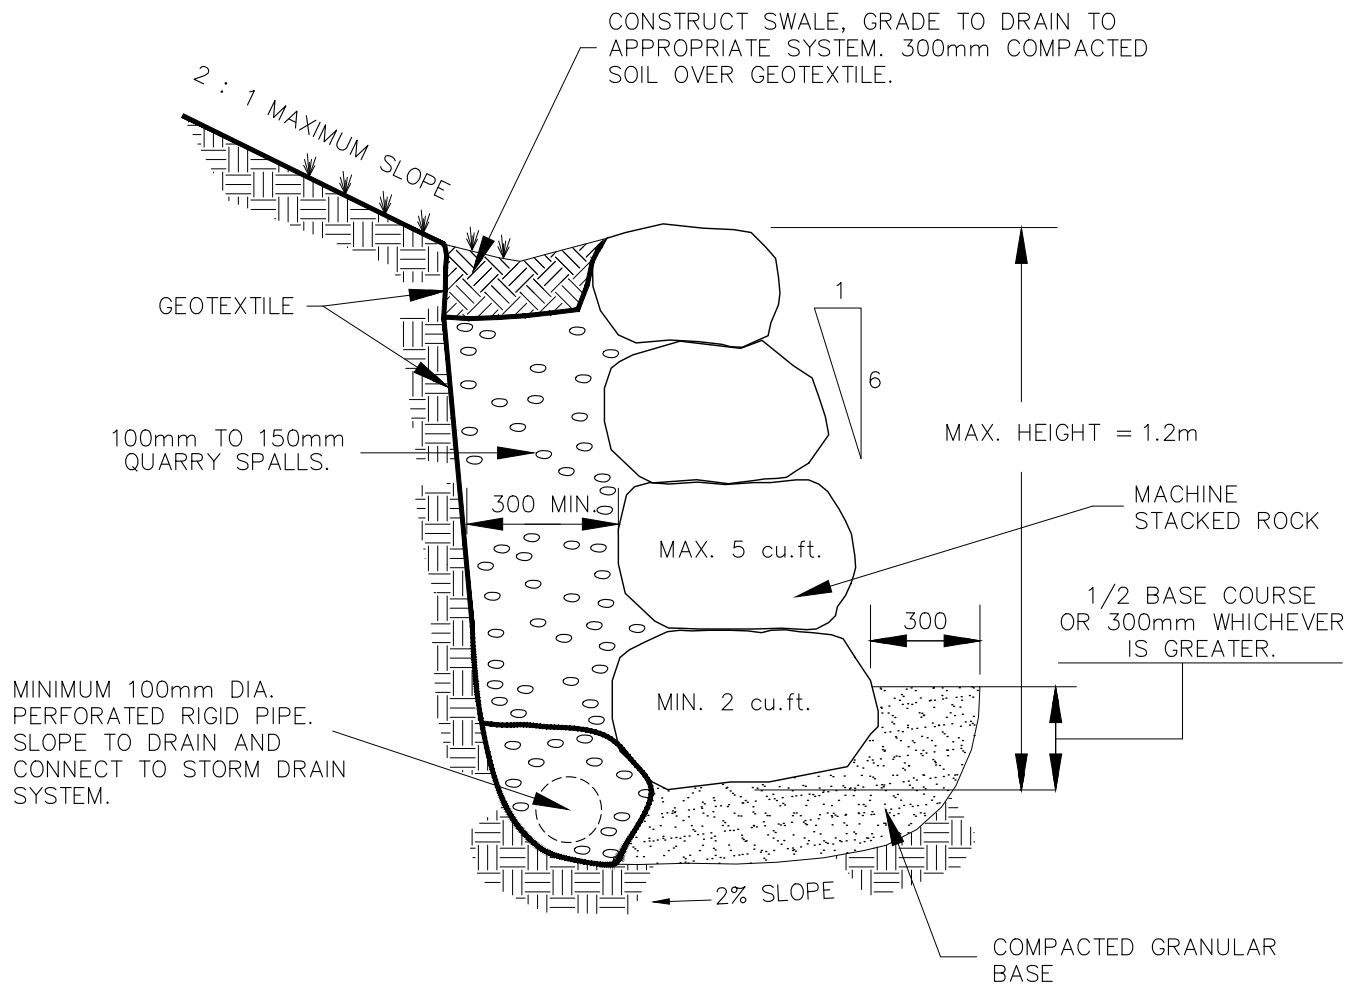 CONSTRUCT SWALE, GRADE TO DRAIN TO
APPROPRIATE SYSTEM. 300mm COMPACTED
SOIL OVER GEOTEXTILE.
2 : 1 MAXIMUM SLOPE
GEOTEXTILE
1
6
MAX. HEIGHT = 1.2m
100mm TO 150mm
QUARRY SPALLS.
300 MIN.
MACHINE
STACKED ROCK
MAX. 5 cu.ft.
1/2 BASE COURSE
OR 300mm WHICHEVER
IS GREATER.
300
MIN. 2 cu.ft.
MINIMUM 100mm DIA.
PERFORATED RIGID PIPE.
SLOPE TO DRAIN AND
CONNECT TO STORM DRAIN
SYSTEM.
2% SLOPE
COMPACTED GRANULAR
BASE